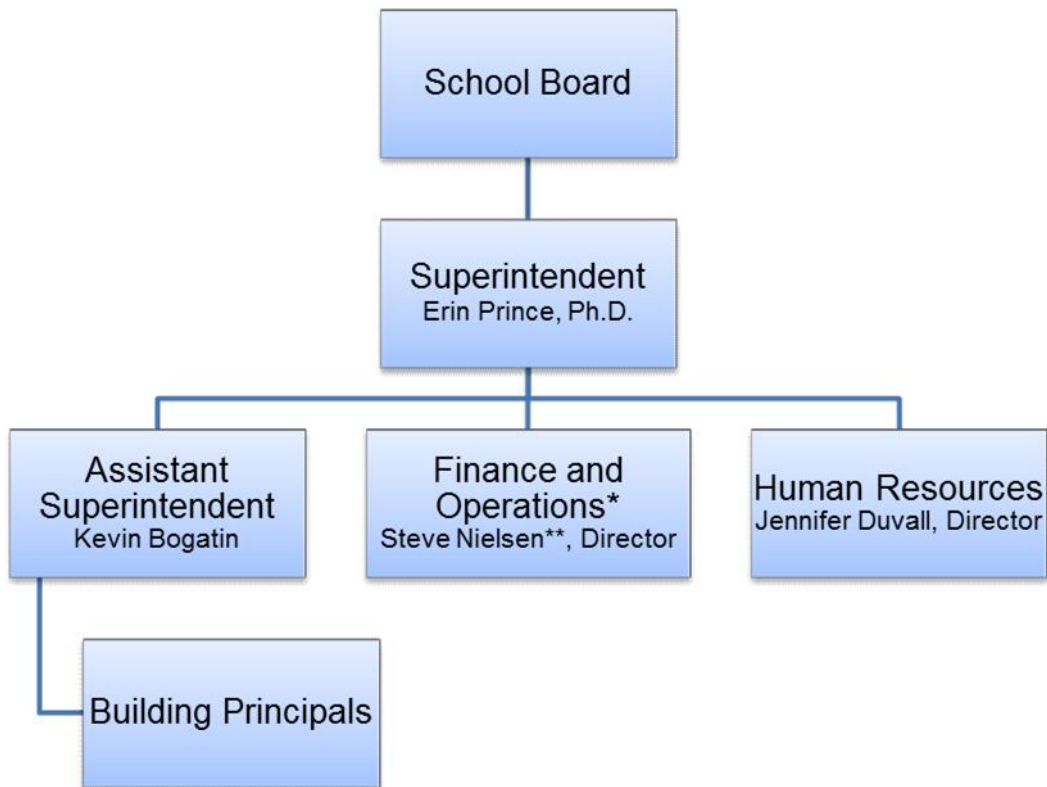 School Board
Superintendent
Erin Prince, Ph.D.
Assistant
Superintendent
Kevin Bogatin
Finance and
Operations*
Steve Nielsen**, Director
Human Resources
Jennifer Duvall, Director
Building Principals